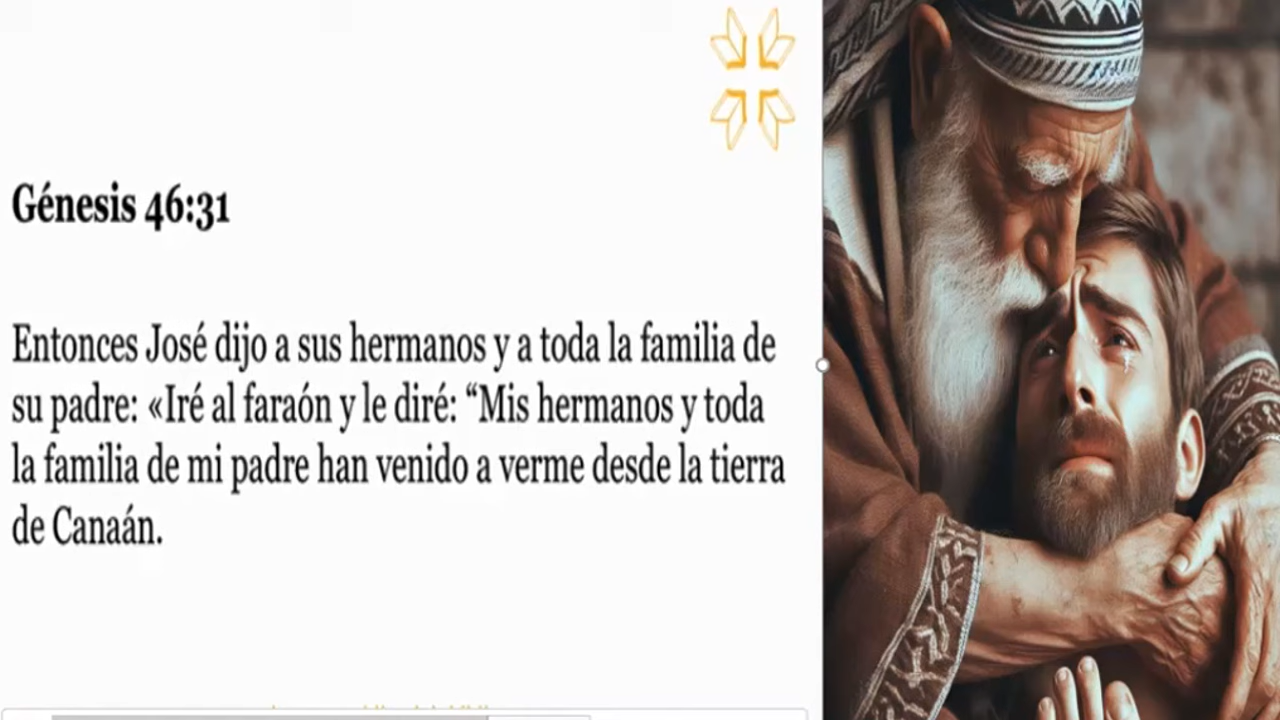 Génesis 46:31
Entonces José dijo a sus hermanos y a toda la familia de
su padre: «Iré al faraón y le diré: “Mis hermanos y toda
la familia de mi padre han venido a verme desde la tierra
de Canaán.